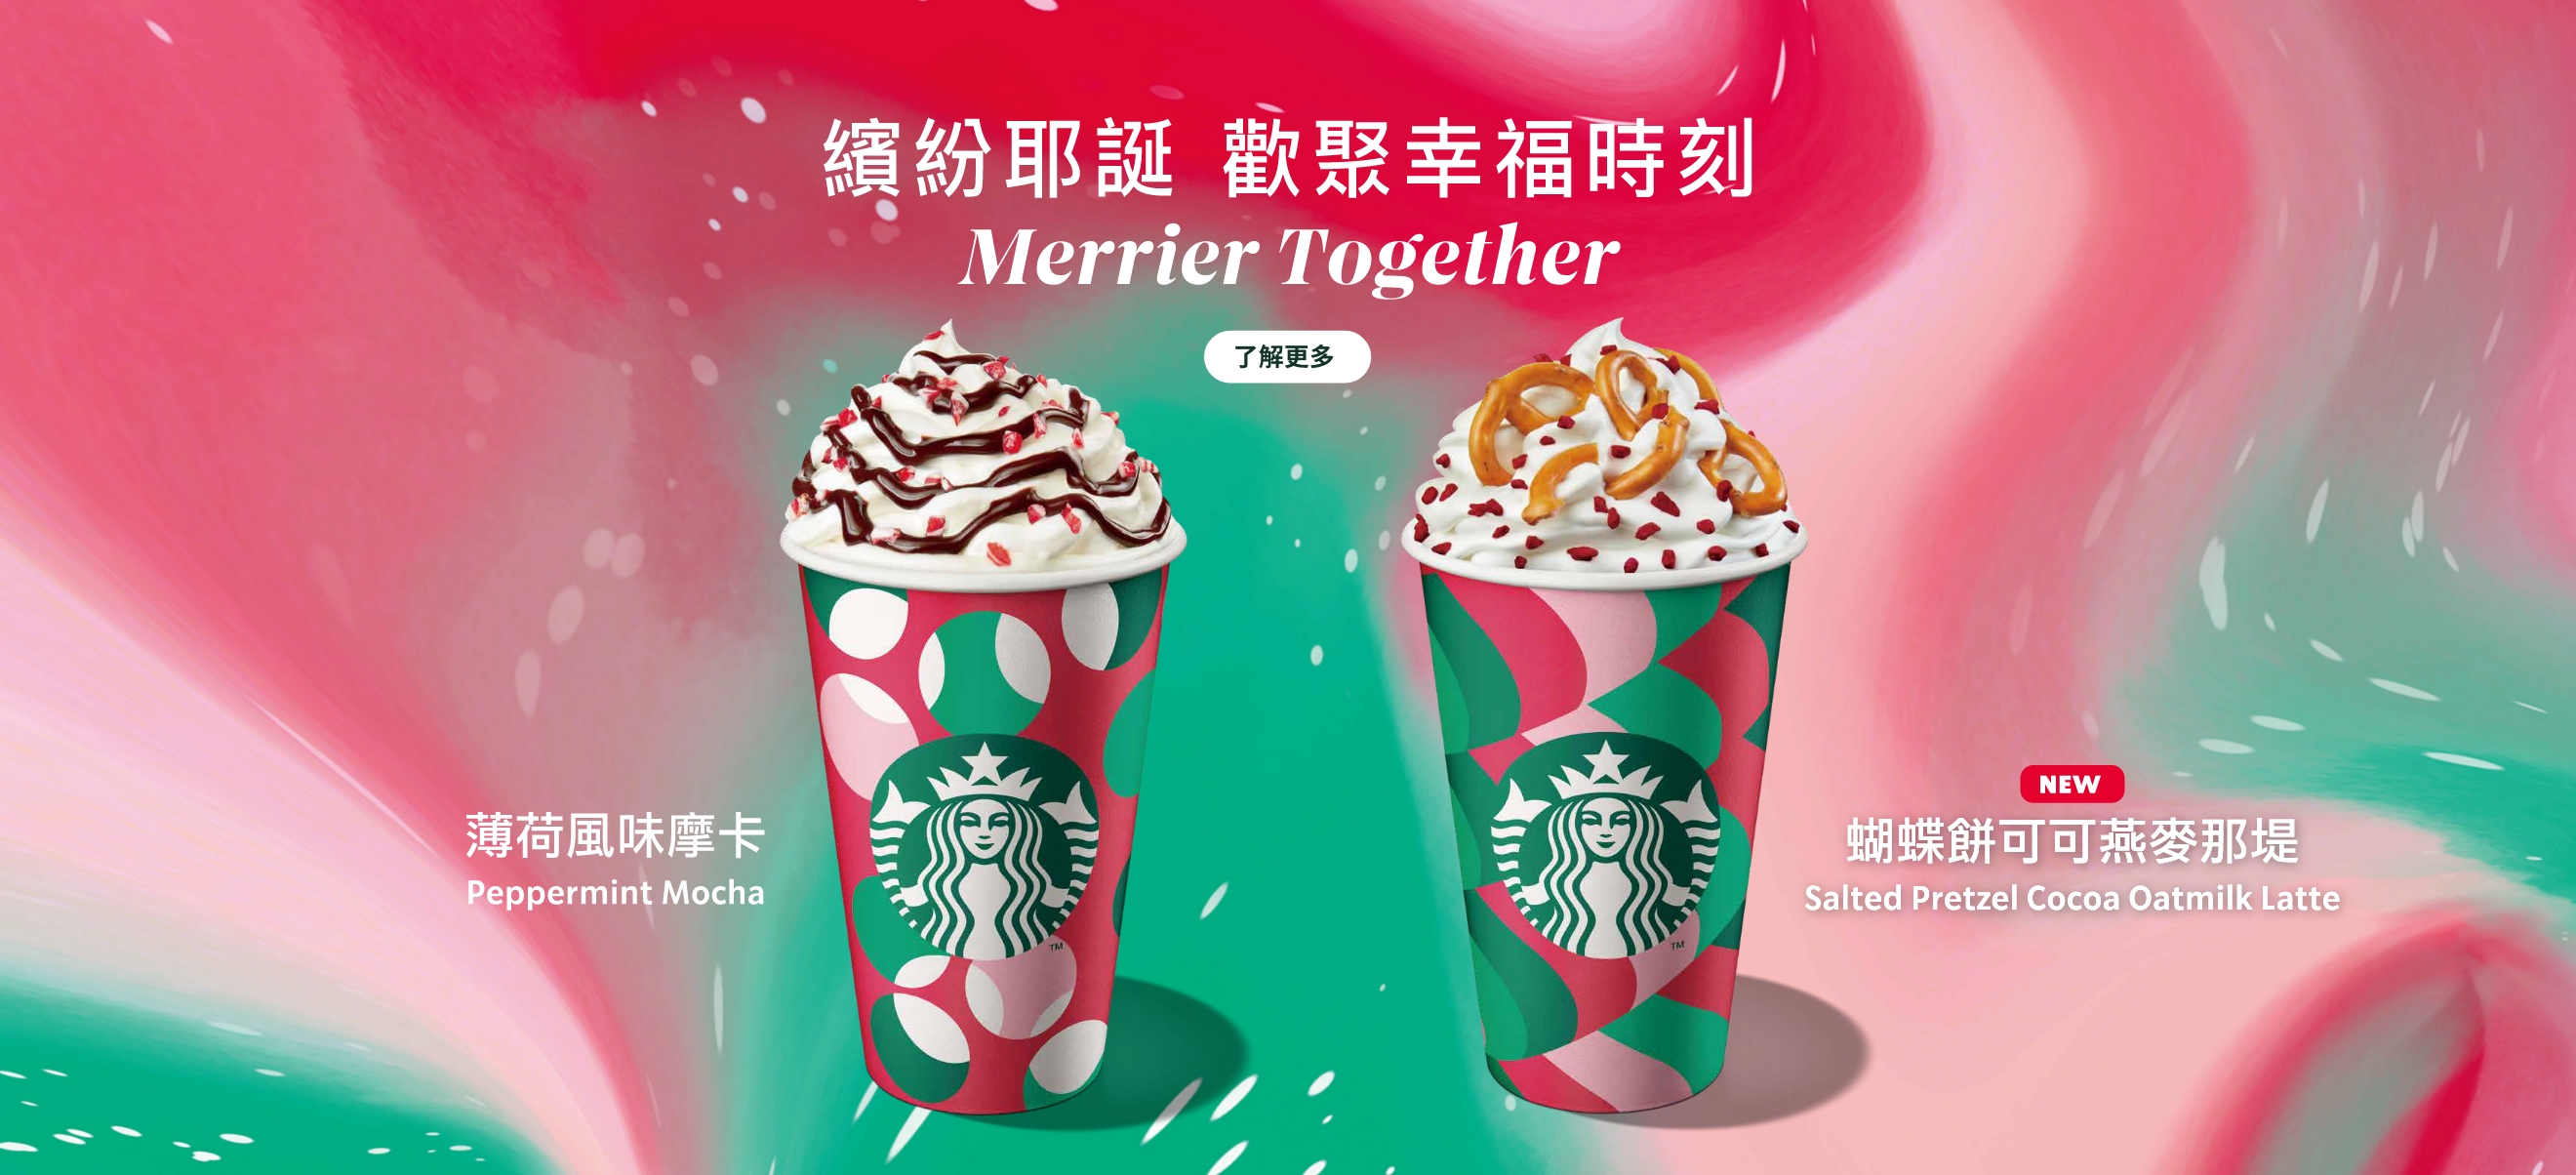 繽紛耶誕 歡聚幸福時刻
Merrier Together
了解更多
薄荷風味摩卡
Peppermint Mocha
TM
TM
NEW
蝴蝶餅可可燕麥那堤
Salted Pretzel Cocoa Oatmilk Latte